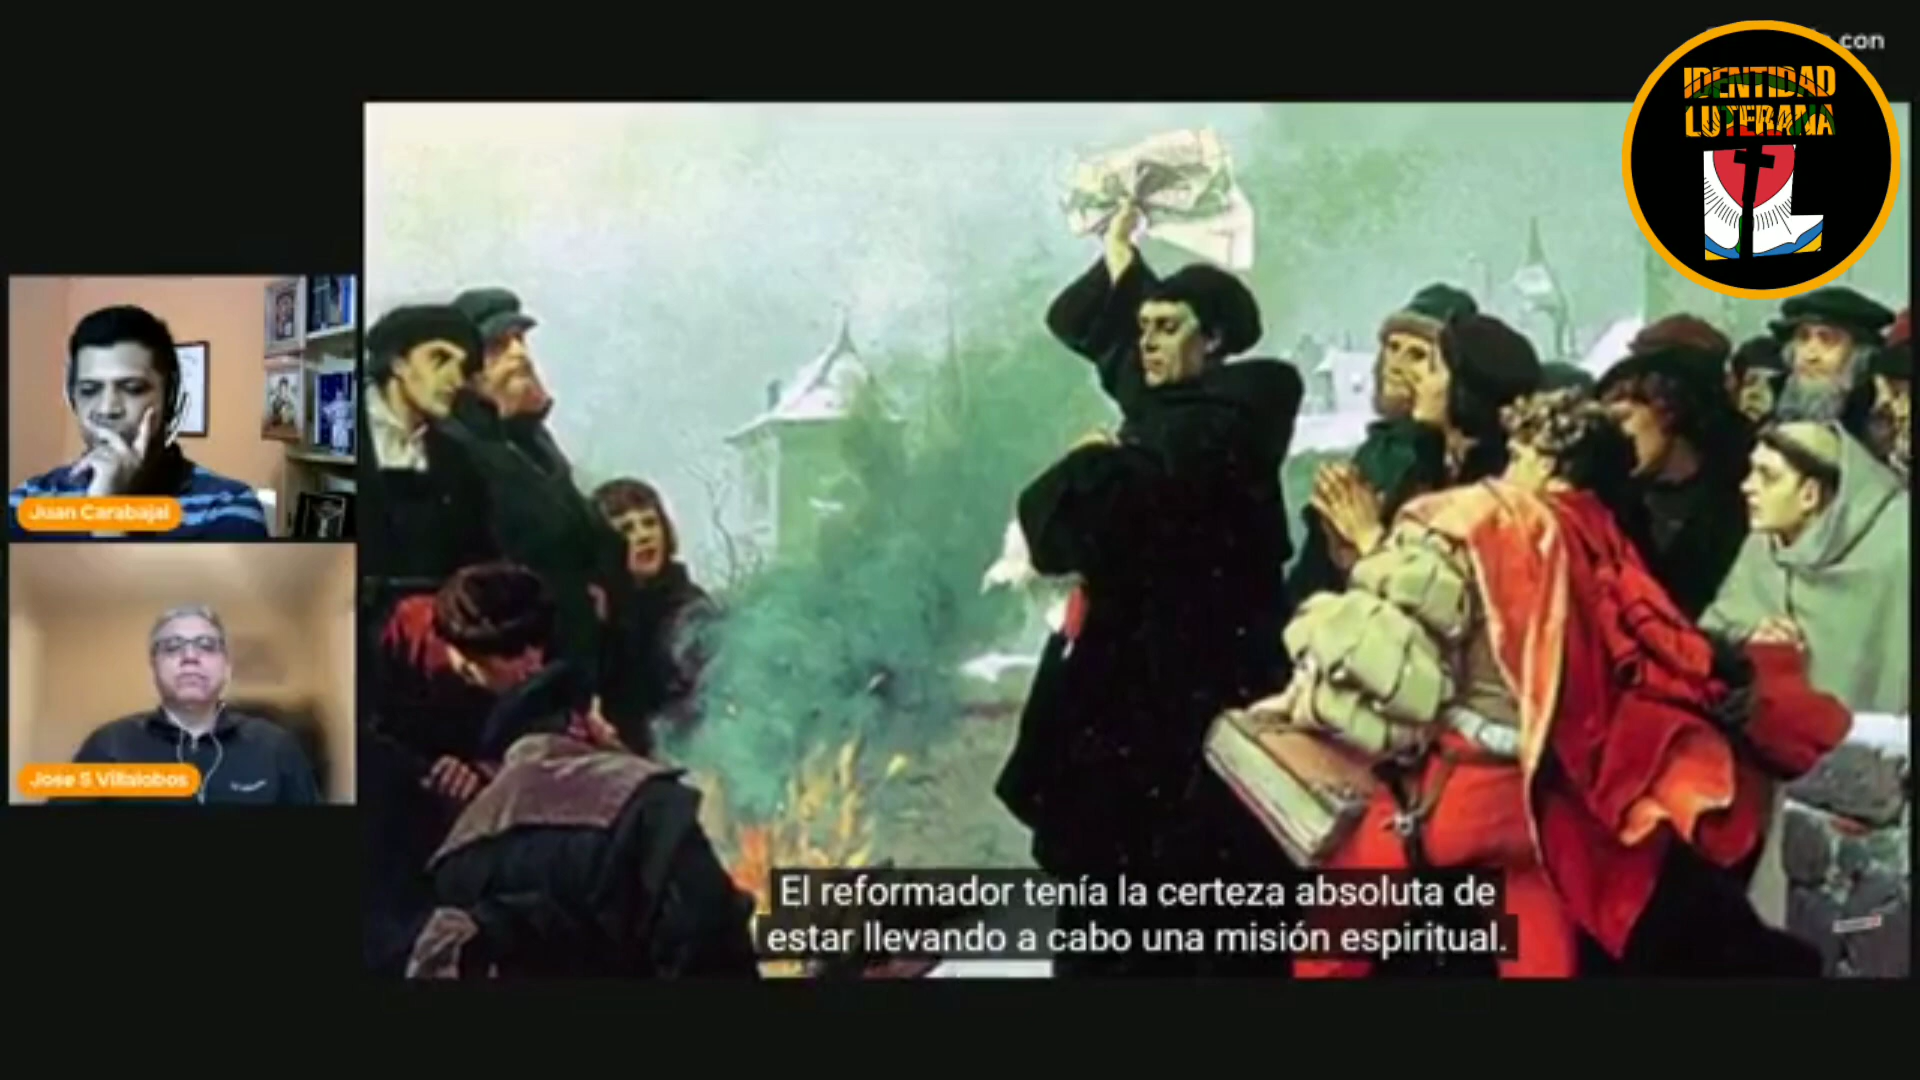 con
IDENTIDAD
LUTERANA
Juan Carabajal
Jose S Villalobos
El reformador tenía la certeza absoluta de
estar llevando a cabo una misión espiritual.